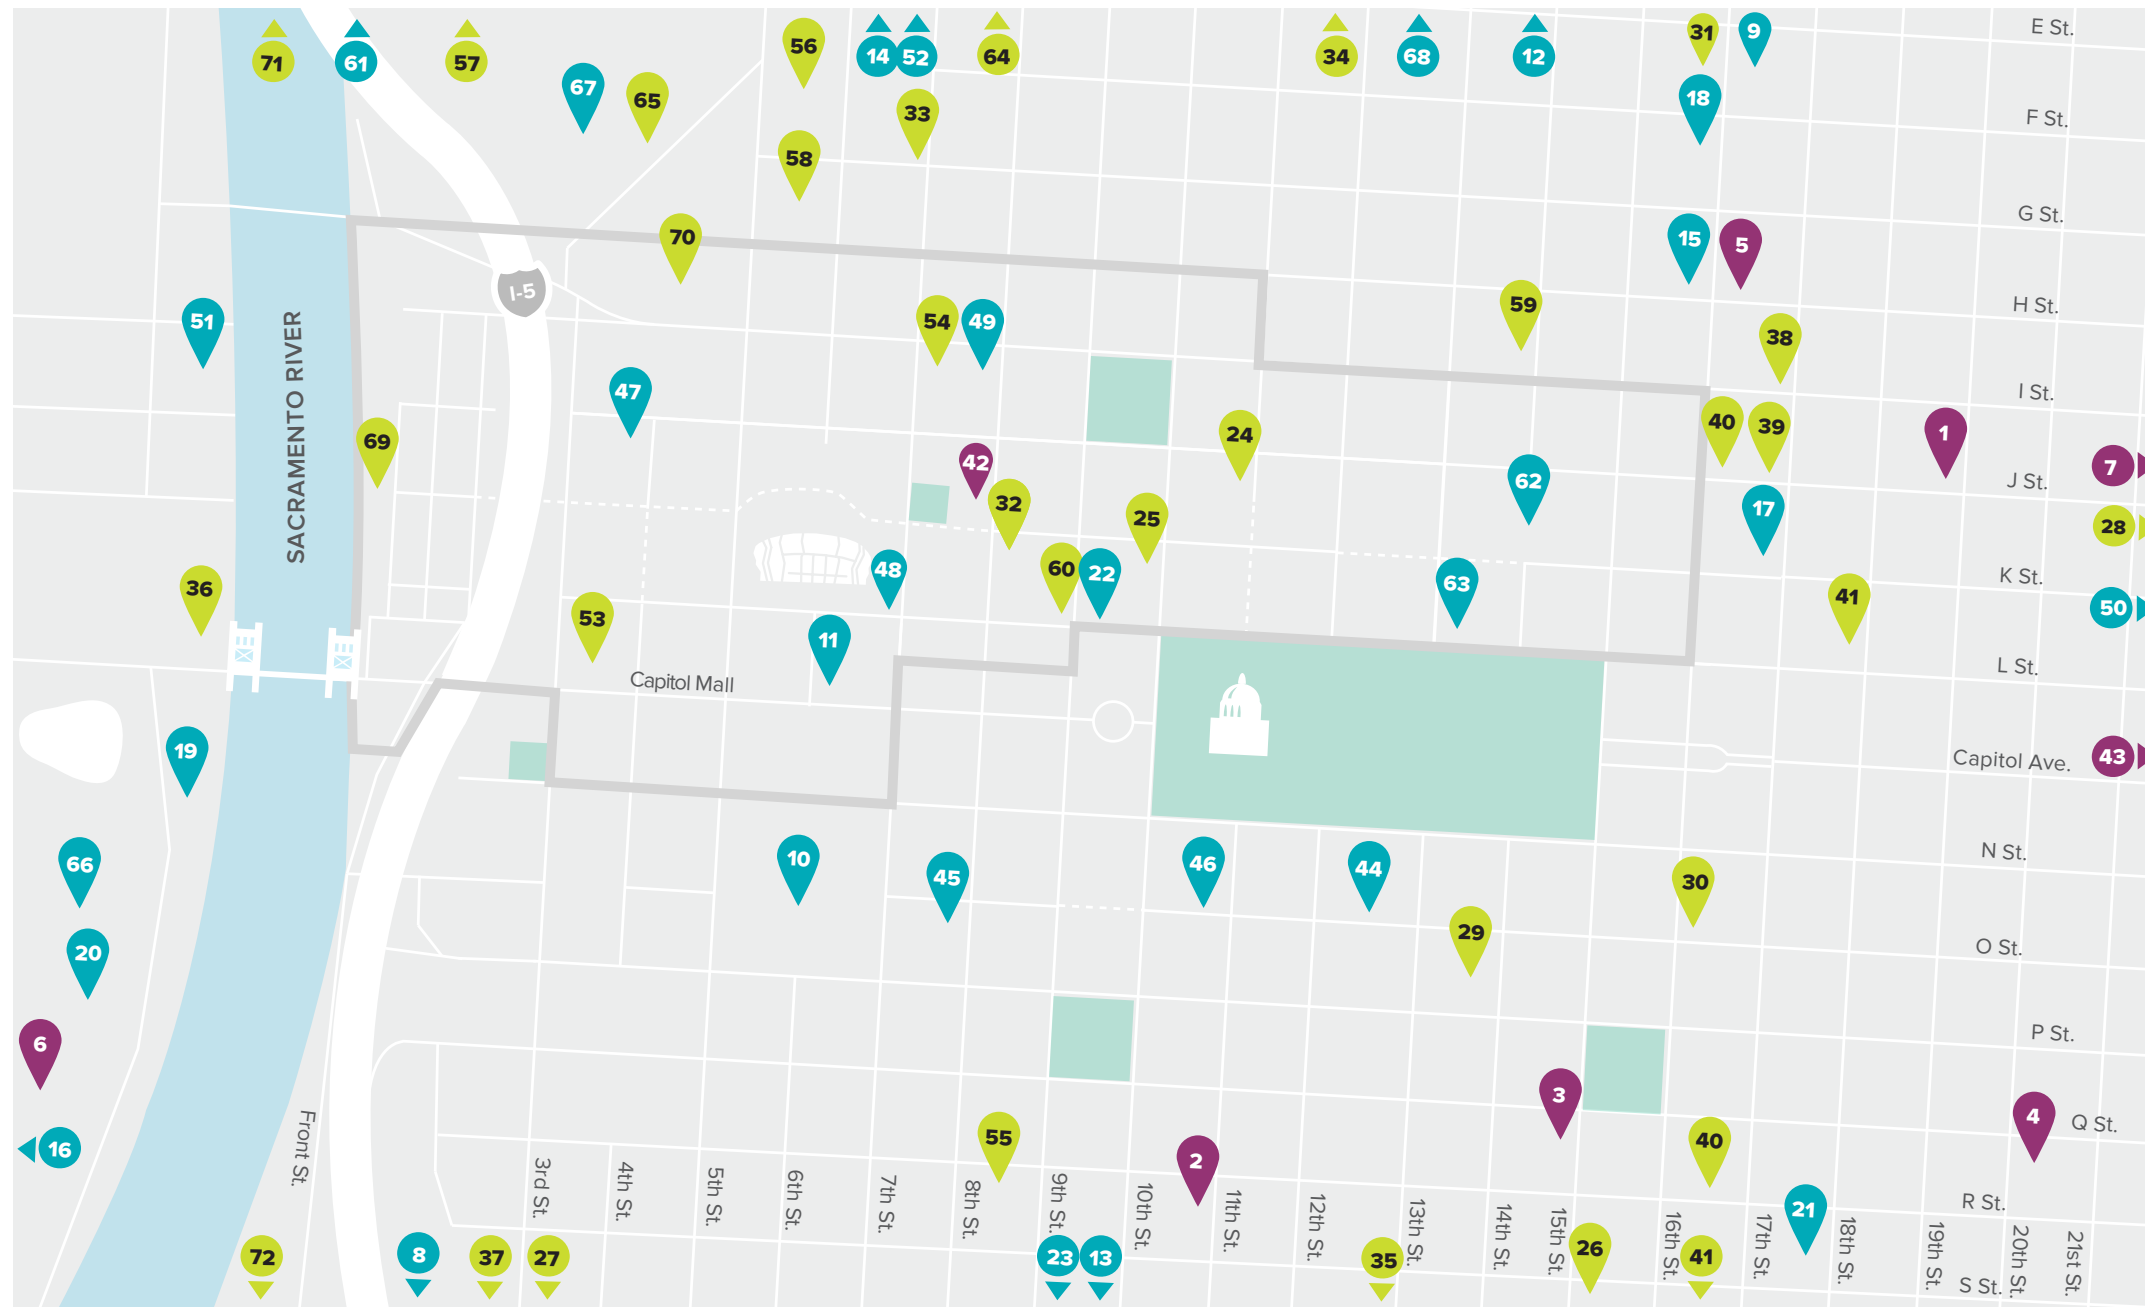 E St.
71
61
57
56
14
52
64
34
68
12
31
9
67
65
33
18
F St.
58
G St.
70
15
5
I-5
H St.
51
54
49
59
38
SACRAMENTO RIVER
47
I St.
69
42
24
40
39
1
7
J St.
32
25
62
17
28
36
48
60
22
63
K St.
41
50
53
11
L St.
Capitol Mall
19
Capitol Ave.
43
66
10
45
46
44
30
N St.
20
29
O St.
6
P St.
3
4
Q St.
16
Front St.
55
2
40
3rd St.
4th St.
5th St.
6th St.
7th St.
8th St.
9th St.
10th St.
11th St.
12th St.
13th St.
14th St.
15th St.
16th St.
17th St.
18th St.
19th St.
20th St.
21st St.
R St.
21
72
8
37
27
23
13
35
26
41
S St.